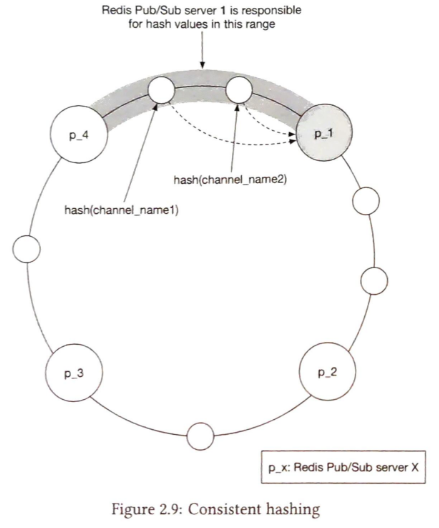 Redis Pub/Sub server 1 is responsible
for hash values in this range
p_4
p_1
hash(channel_name2)
hash(channel_name1)
p_3
p_2
p_x: Redis Pub/Sub server X
Figure 2.9: Consistent hashing